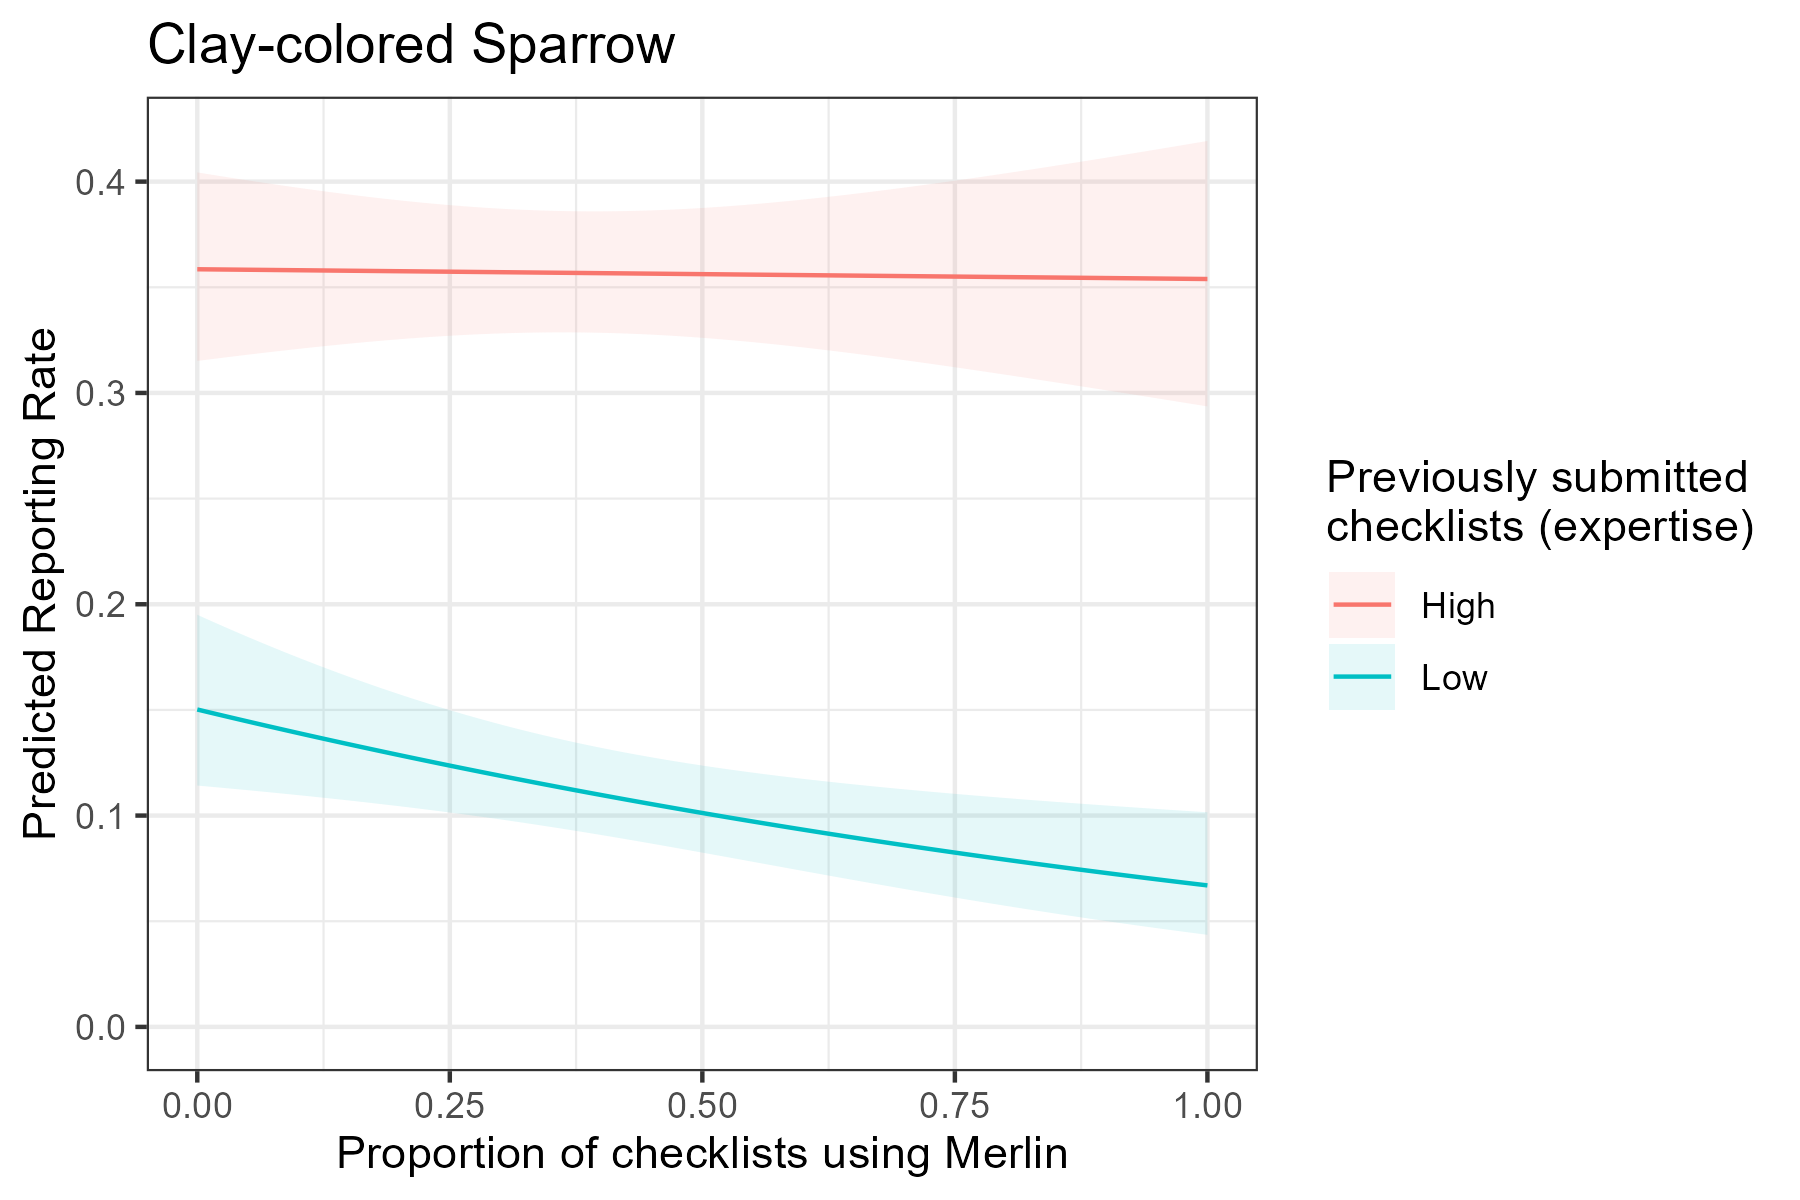 Clay-colored Sparrow
Predicted Reporting Rate
0.4
0.3
0.2
0.1
0.0
0.00 0.25 0.50 0.75 1.00
Proportion of checklists using Merlin
Previously submitted
checklists (expertise)
High
Low